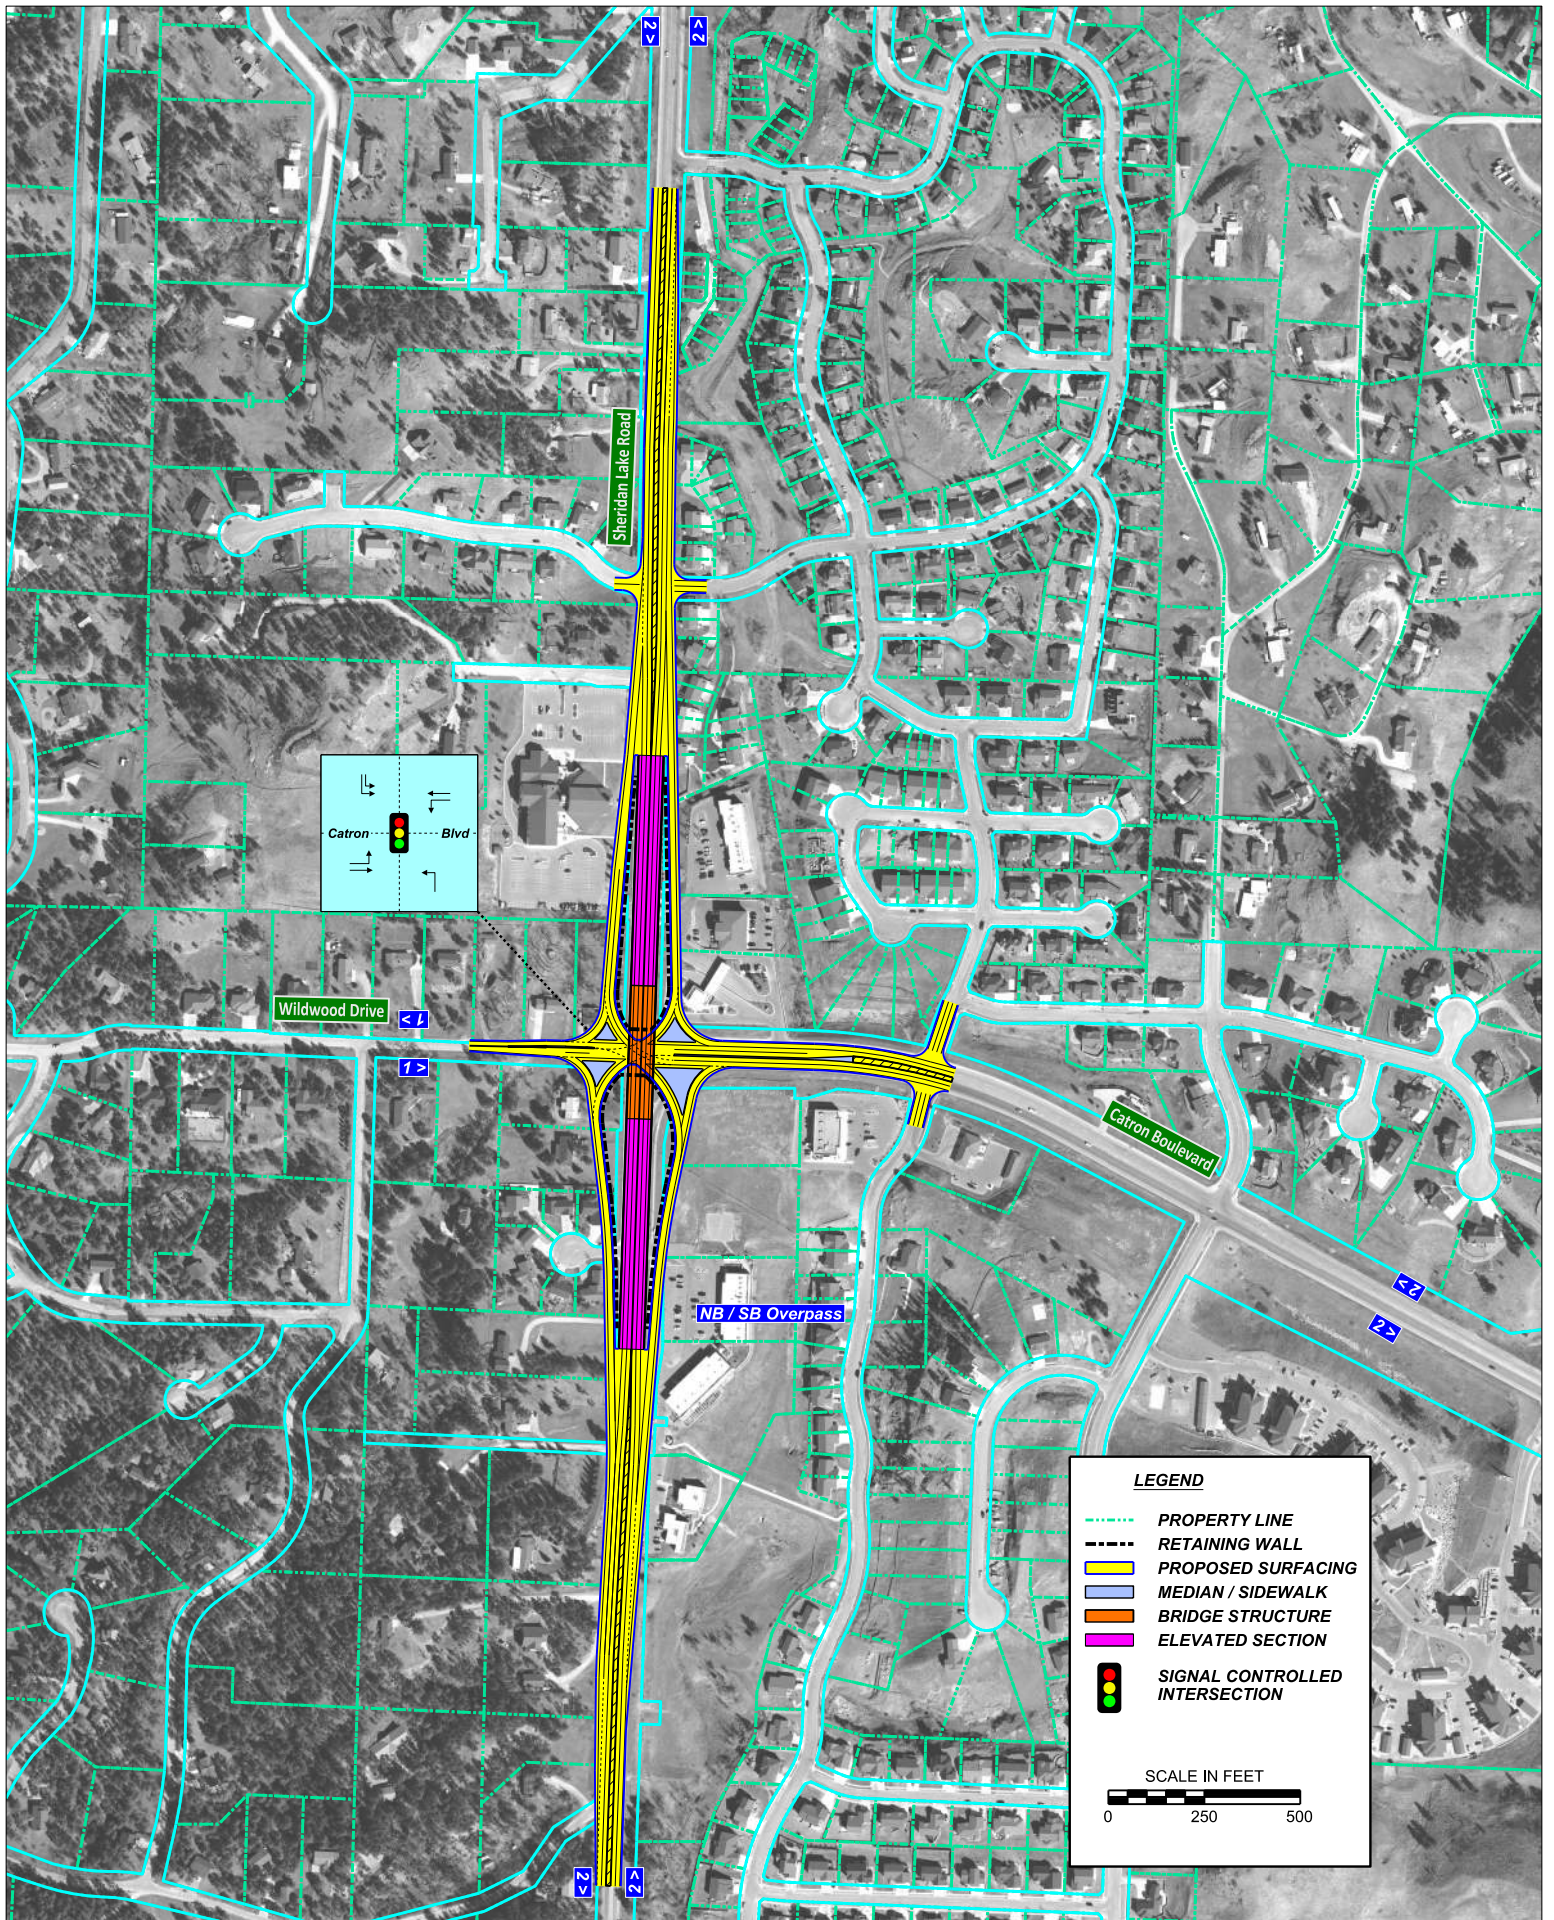 2 >
2 >
Sheridan Lake Road
Catron Blvd
Wildwood Drive
1 >
1 >
Catron Boulevard
NB / SB Overpass
2 >
2 >
LEGEND
PROPERTY LINE
RETAINING WALL
PROPOSED SURFACING
MEDIAN / SIDEWALK
BRIDGE STRUCTURE
ELEVATED SECTION
SIGNAL CONTROLLED
INTERSECTION
SCALE IN FEET
0 250 500
2 >
2 >